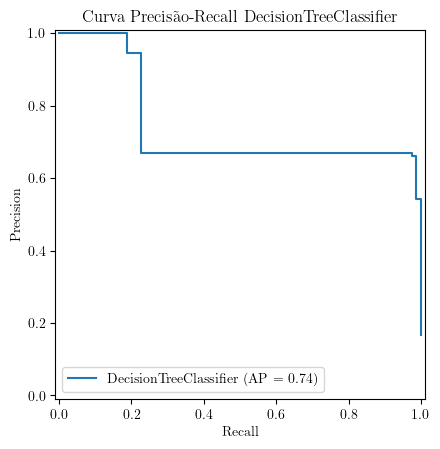 Curva Precisão-Recall DecisionTreeClassifier
1.0
0.8
0.6
0.4
0.2
0.0
Precision
DecisionTreeClassifier (AP = 0.74)
0.0 0.2 0.4 0.6 0.8 1.0
Recall